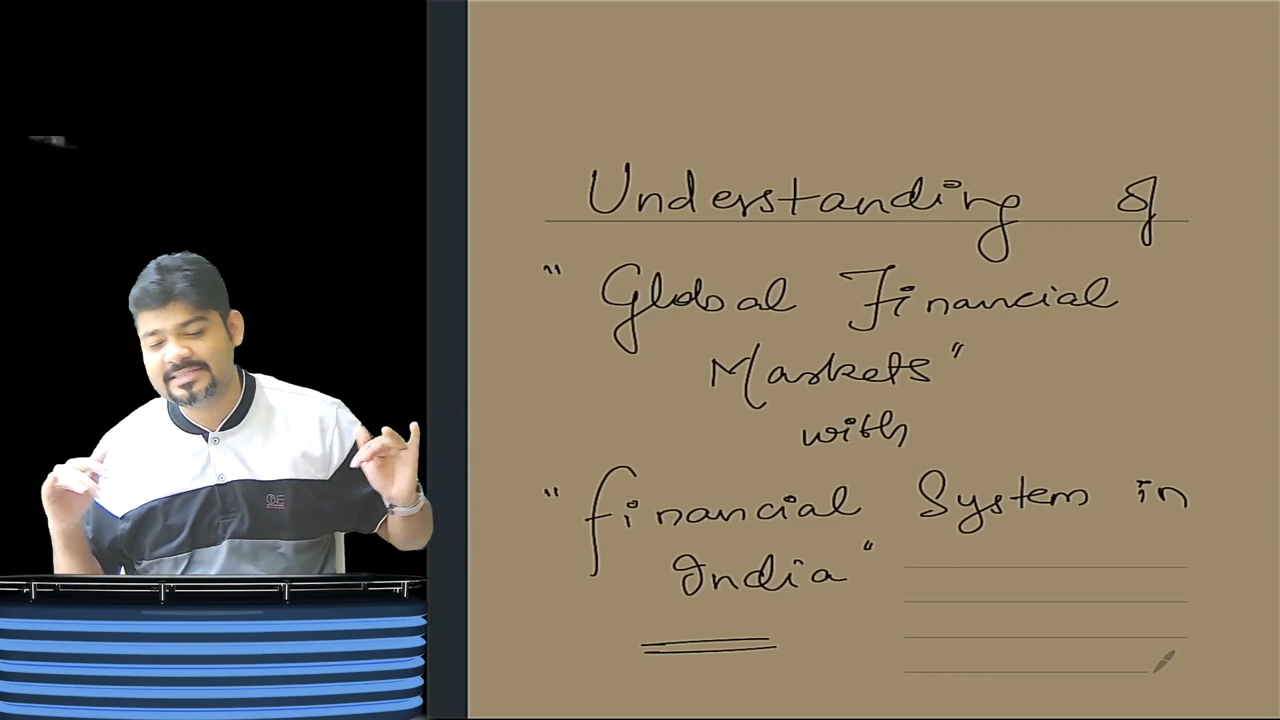 Understanding of
" Global Financial
Markets "
with
" financial System in
India "